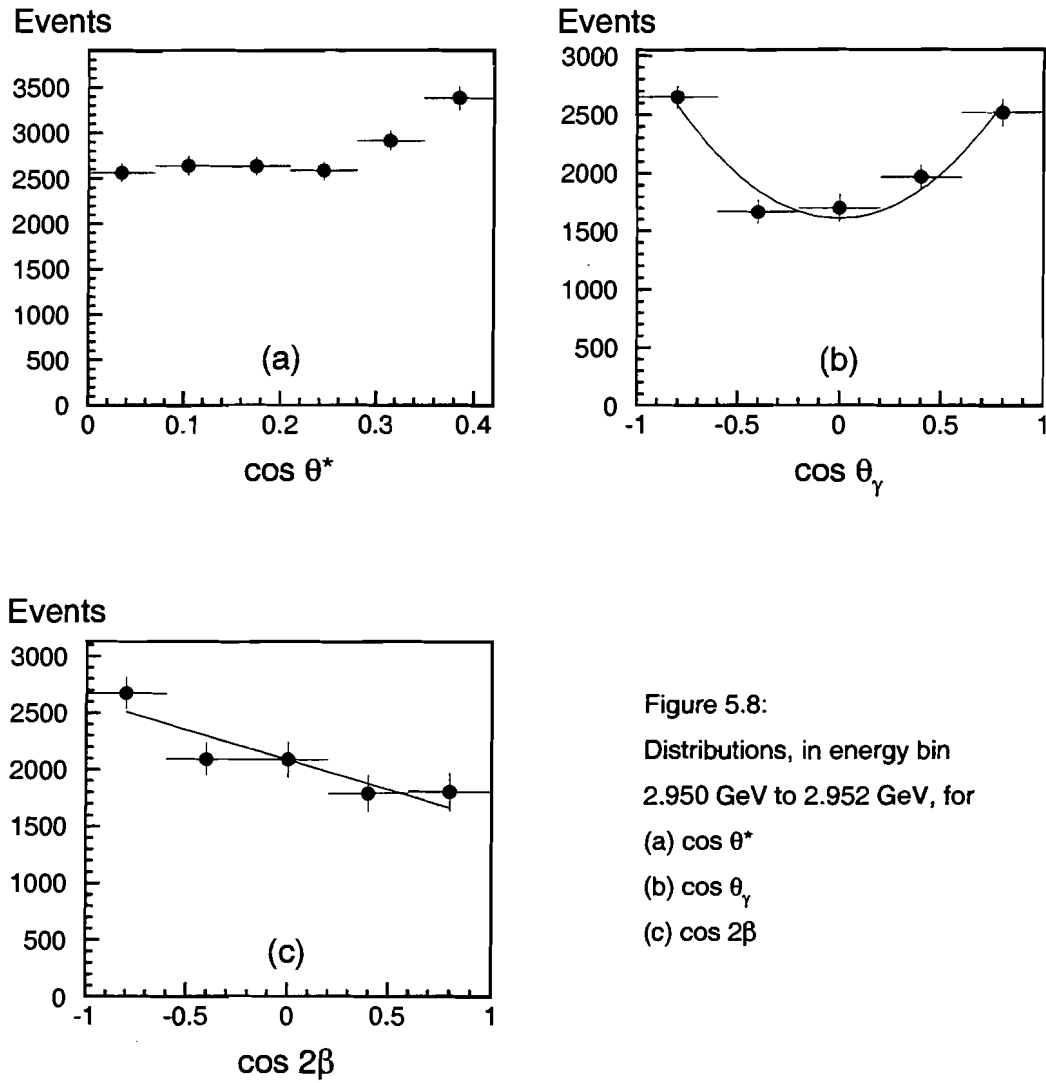 Events
3500
3000
2500
2000
1500
1000
500
0
0 0.1 0.2 0.3 0.4
(a)
cos θ*
Events
3000
2500
2000
1500
1000
500
0
-1 -0.5 0 0.5 1
(b)
cos θγ
Events
3000
2500
2000
1500
1000
500
0
-1 -0.5 0 0.5 1
(c)
cos 2β
Figure 5.8:
Distributions, in energy bin
2.950 GeV to 2.952 GeV, for
(a) cos θ*
(b) cos θγ
(c) cos 2β